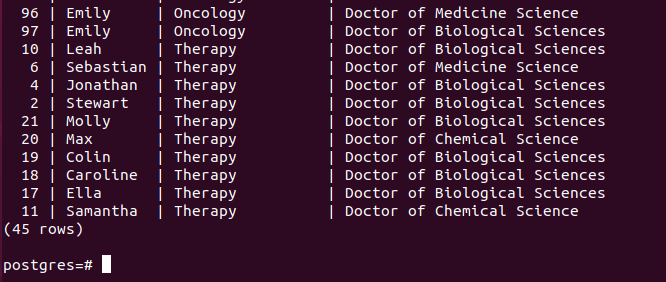 96 | Emily     | Oncology         | Doctor of Medicine Science
97 | Emily     | Oncology         | Doctor of Biological Sciences
10 | Leah      | Therapy          | Doctor of Biological Sciences
6 | Sebastian | Therapy          | Doctor of Medicine Science
4 | Jonathan  | Therapy          | Doctor of Biological Sciences
2 | Stewart   | Therapy          | Doctor of Biological Sciences
21 | Molly     | Therapy          | Doctor of Biological Sciences
20 | Max       | Therapy          | Doctor of Chemical Science
19 | Colin     | Therapy          | Doctor of Biological Sciences
18 | Caroline  | Therapy          | Doctor of Biological Sciences
17 | Ella      | Therapy          | Doctor of Biological Sciences
11 | Samantha  | Therapy          | Doctor of Chemical Science
(45 rows)
postgres=#